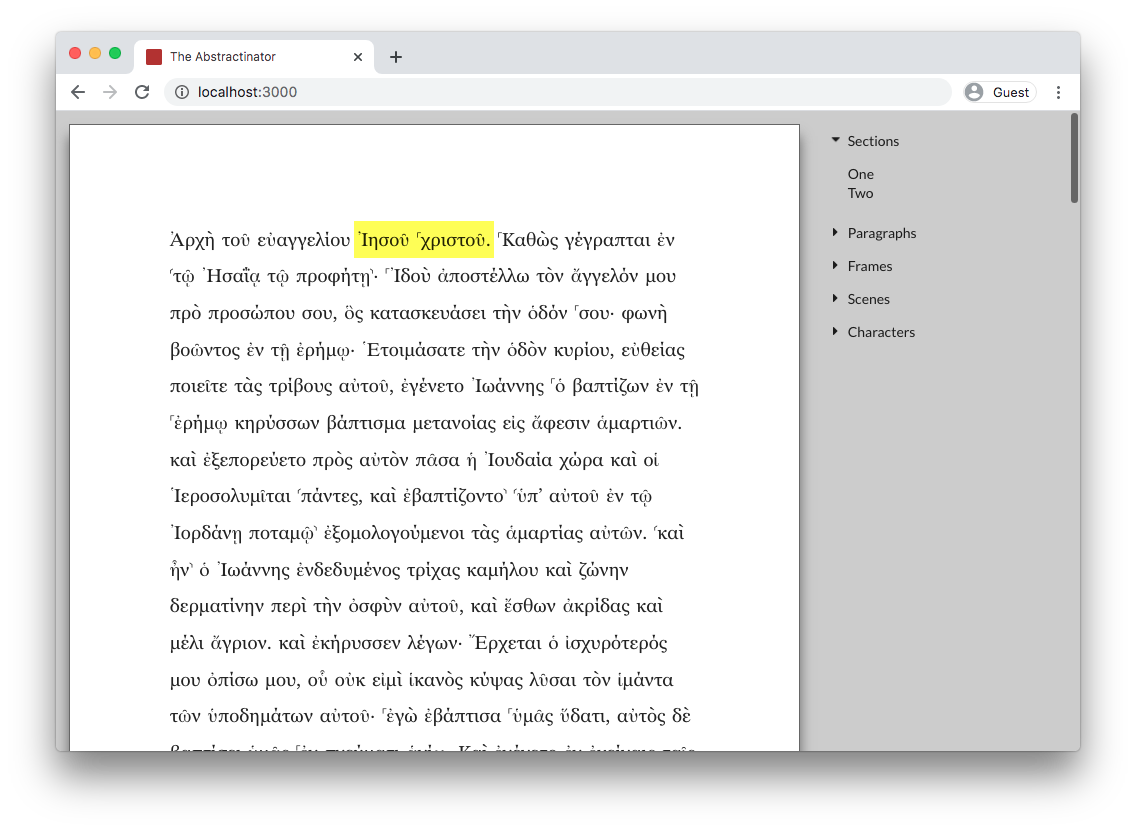 The Abstractinator
localhost:3000
Guest
Ἀρχὴ τοῦ εὐαγγελίου Ἰησοῦ ⸀χριστοῦ. ⸀Καθὼς γέγραπται ἐν
⸂τῷ Ἠσαΐᾳ τῷ προφήτῃ⸃· ⸀Ἰδοὺ ἀποστέλλω τὸν ἄγγελόν μου
πρὸ προσώπου σου, ὃς κατασκευάσει τὴν ὁδόν ⸀σου· φωνὴ
βοῶντος ἐν τῇ ἐρήμῳ· Ἑτοιμάσατε τὴν ὁδὸν κυρίου, εὐθείας
ποιεῖτε τὰς τρίβους αὐτοῦ, ἐγένετο Ἰωάννης ⸀ὁ βαπτίζων ἐν τῇ
⸀ἐρήμῳ κηρύσσων βάπτισμα μετανοίας εἰς ἄφεσιν ἁμαρτιῶν.
καὶ ἐξεπορεύετο πρὸς αὐτὸν πᾶσα ἡ Ἰουδαία χώρα καὶ οἱ
Ἱεροσολυμῖται ⸂πάντες, καὶ ἐβαπτίζοντο⸃ ⸂ὑπ’ αὐτοῦ ἐν τῷ
Ἰορδάνῃ ποταμῷ⸃ ἐξομολογούμενοι τὰς ἁμαρτίας αὐτῶν. ⸂καὶ
ἦν⸃ ὁ Ἰωάννης ἐνδεδυμένος τρίχας καμήλου καὶ ζώνην
δερματίνην περὶ τὴν ὀσφὺν αὐτοῦ, καὶ ἔσθων ἀκρίδας καὶ
μέλι ἄγριον. καὶ ἐκήρυσσεν λέγων· Ἔρχεται ὁ ἰσχυρότερός
μου ὀπίσω μου, οὗ οὐκ εἰμὶ ἱκανὸς κύψας λῦσαι τὸν ἱμάντα
τῶν ὑποδημάτων αὐτοῦ· ⸀ἐγὼ ἐβάπτισα ⸀ὑμᾶς ὕδατι, αὐτὸς δὲ
Sections
One
Two
Paragraphs
Frames
Scenes
Characters